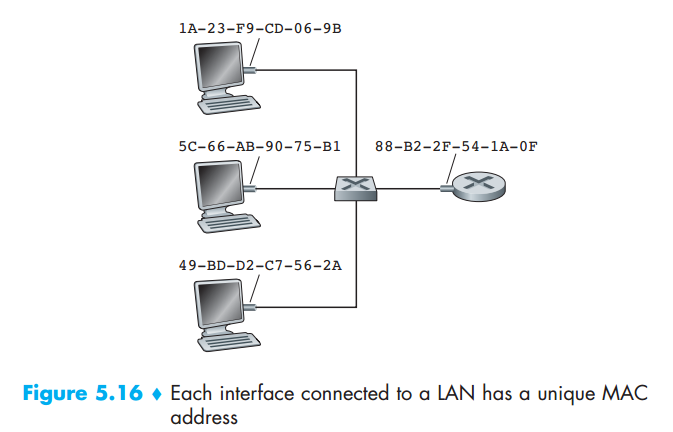 1A-23-F9-CD-06-9B
5C-66-AB-90-75-B1
88-B2-2F-54-1A-0F
49-BD-D2-C7-56-2A
Figure 5.16 ♦ Each interface connected to a LAN has a unique MAC
address